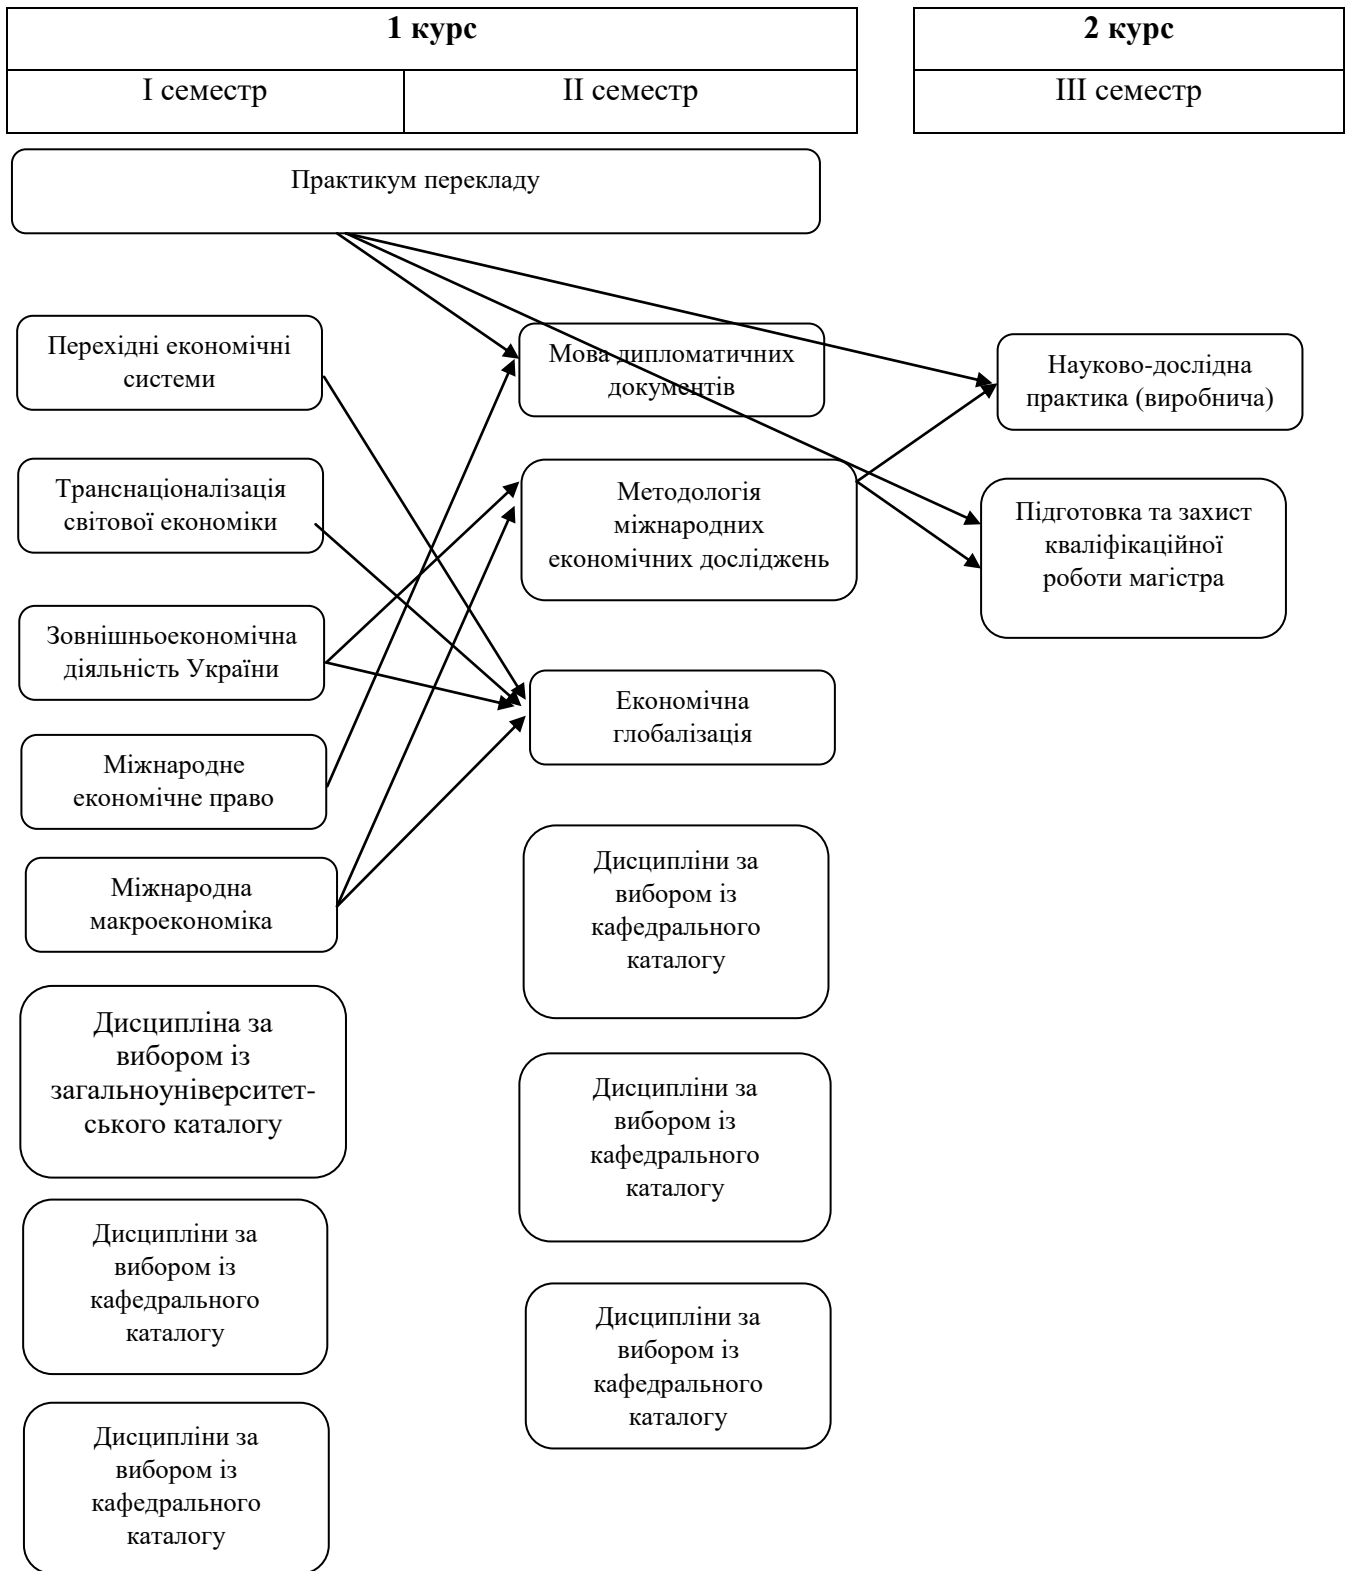 1 курс
2 курс
І семестр
ІІ семестр
ІІІ семестр
Практикум перекладу
Перехідні економічні
системи
Мова дипломатичних
документів
Науково-дослідна
практика (виробнича)
Транснаціоналізація
світової економіки
Методологія
міжнародних
економічних досліджень
Підготовка та захист
кваліфікаційної
роботи магістра
Зовнішньоекономічна
діяльність України
Економічна
глобалізація
Міжнародне
економічне право
Міжнародна
макроекономіка
Дисципліни за
вибором із
кафедрального
каталогу
Дисципліна за
вибором із
загальноуніверситет-
ського каталогу
Дисципліни за
вибором із
кафедрального
каталогу
Дисципліни за
вибором із
кафедрального
каталогу
Дисципліни за
вибором із
кафедрального
каталогу
Дисципліни за
вибором із
кафедрального
каталогу